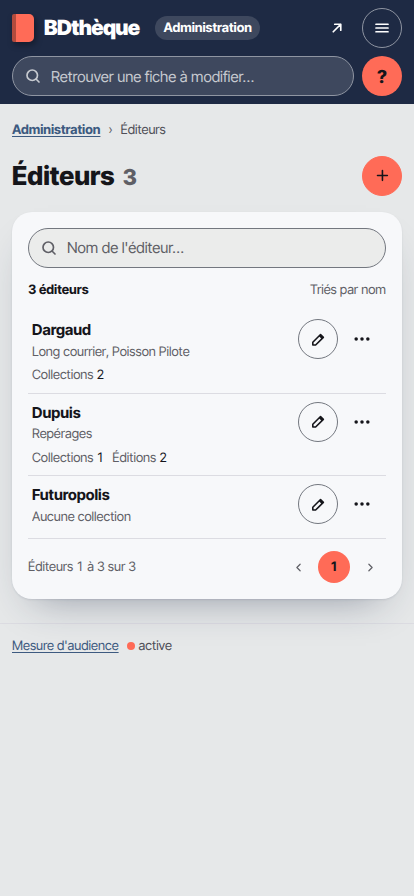 BDthèque Administration
Retrouver une fiche à modifier... ?
Administration › Éditeurs
Éditeurs 3 +
Nom de l'éditeur...
3 éditeurs Triés par nom
Dargaud
Long courrier, Poisson Pilote
Collections 2
Dupuis
Repérages
Collections 1 Éditions 2
Futuropolis
Aucune collection
Éditeurs 1 à 3 sur 3 ‹ 1 ›
Mesure d'audience active